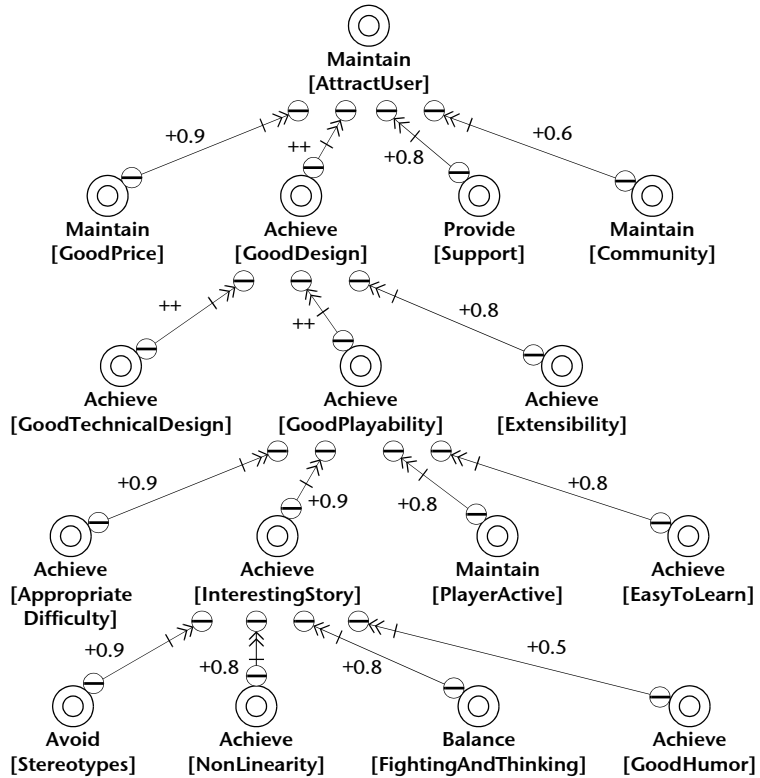 Maintain
[AttractUser]
+0.9
++
+0.8
+0.6
Maintain
[GoodPrice]
Achieve
[GoodDesign]
Provide
[Support]
Maintain
[Community]
++
++
+0.8
Achieve
[GoodTechnicalDesign]
Achieve
[GoodPlayability]
Achieve
[Extensibility]
+0.9
+0.9
+0.8
+0.8
Achieve
[Appropriate
Difficulty]
Achieve
[InterestingStory]
Maintain
[PlayerActive]
Achieve
[EasyToLearn]
+0.9
+0.8
+0.8
+0.5
Avoid
[Stereotypes]
Achieve
[NonLinearity]
Balance
[FightingAndThinking]
Achieve
[GoodHumor]